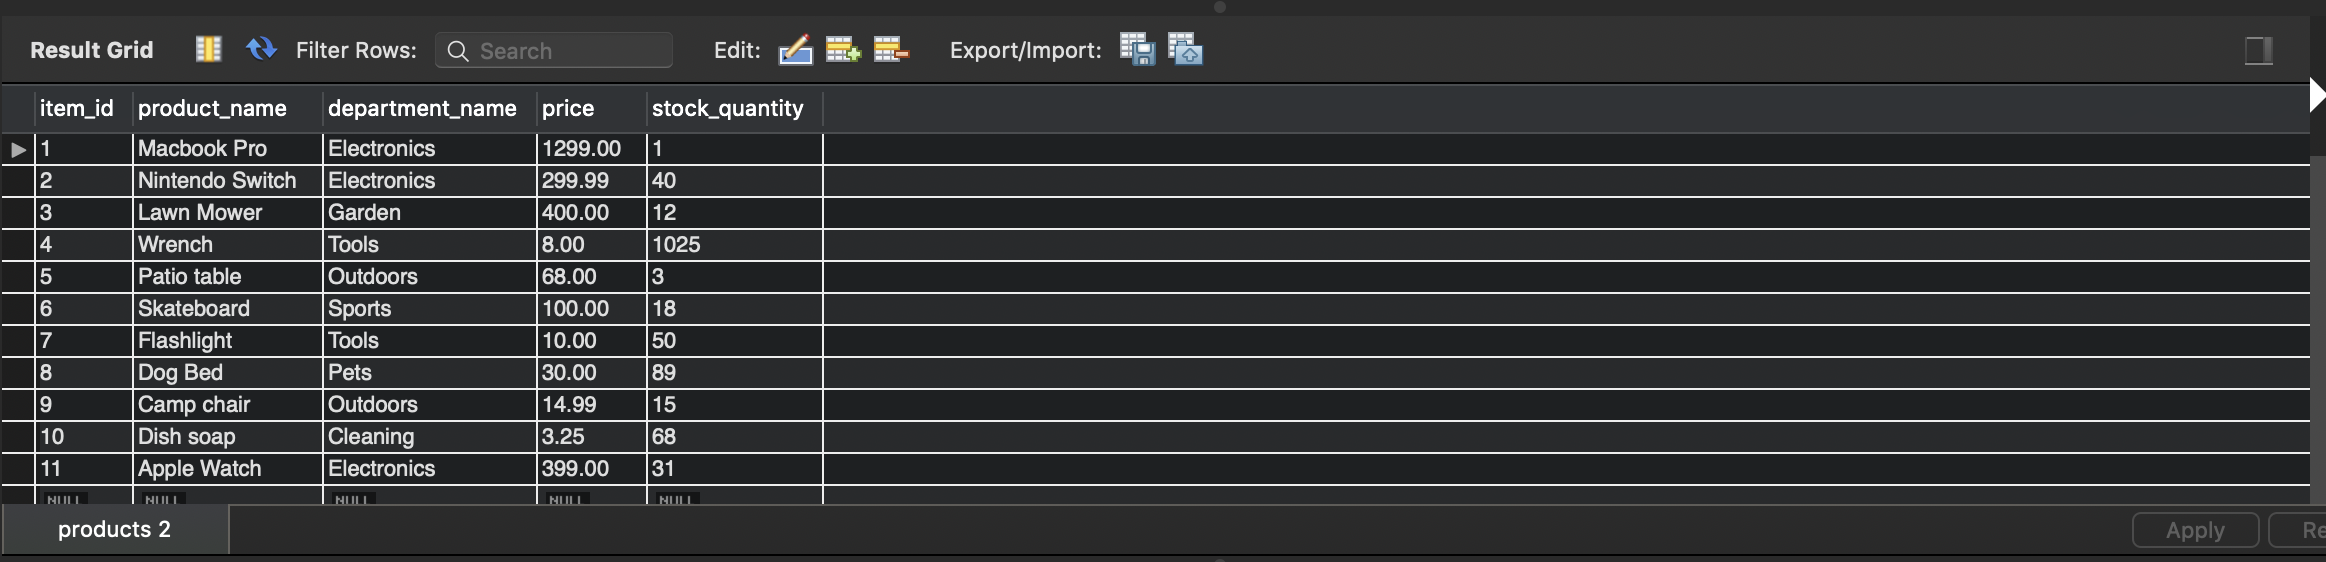 Result Grid Filter Rows: Search Edit: Export/Import:
item_id product_name department_name price stock_quantity
1 Macbook Pro Electronics 1299.00 1
2 Nintendo Switch Electronics 299.99 40
3 Lawn Mower Garden 400.00 12
4 Wrench Tools 8.00 1025
5 Patio table Outdoors 68.00 3
6 Skateboard Sports 100.00 18
7 Flashlight Tools 10.00 50
8 Dog Bed Pets 30.00 89
9 Camp chair Outdoors 14.99 15
10 Dish soap Cleaning 3.25 68
11 Apple Watch Electronics 399.00 31
NULL NULL NULL NULL NULL
products 2 Apply Re